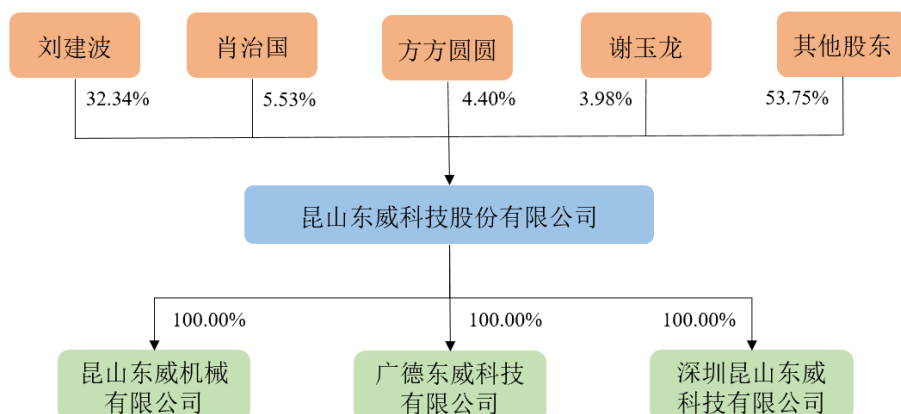 刘建波
肖治国
方方圆圆
谢玉龙
其他股东
32.34%
5.53%
4.40%
3.98%
53.75%
昆山东威科技股份有限公司
100.00%
100.00%
100.00%
昆山东威机械
有限公司
广德东威科技
有限公司
深圳昆山东威
科技有限公司